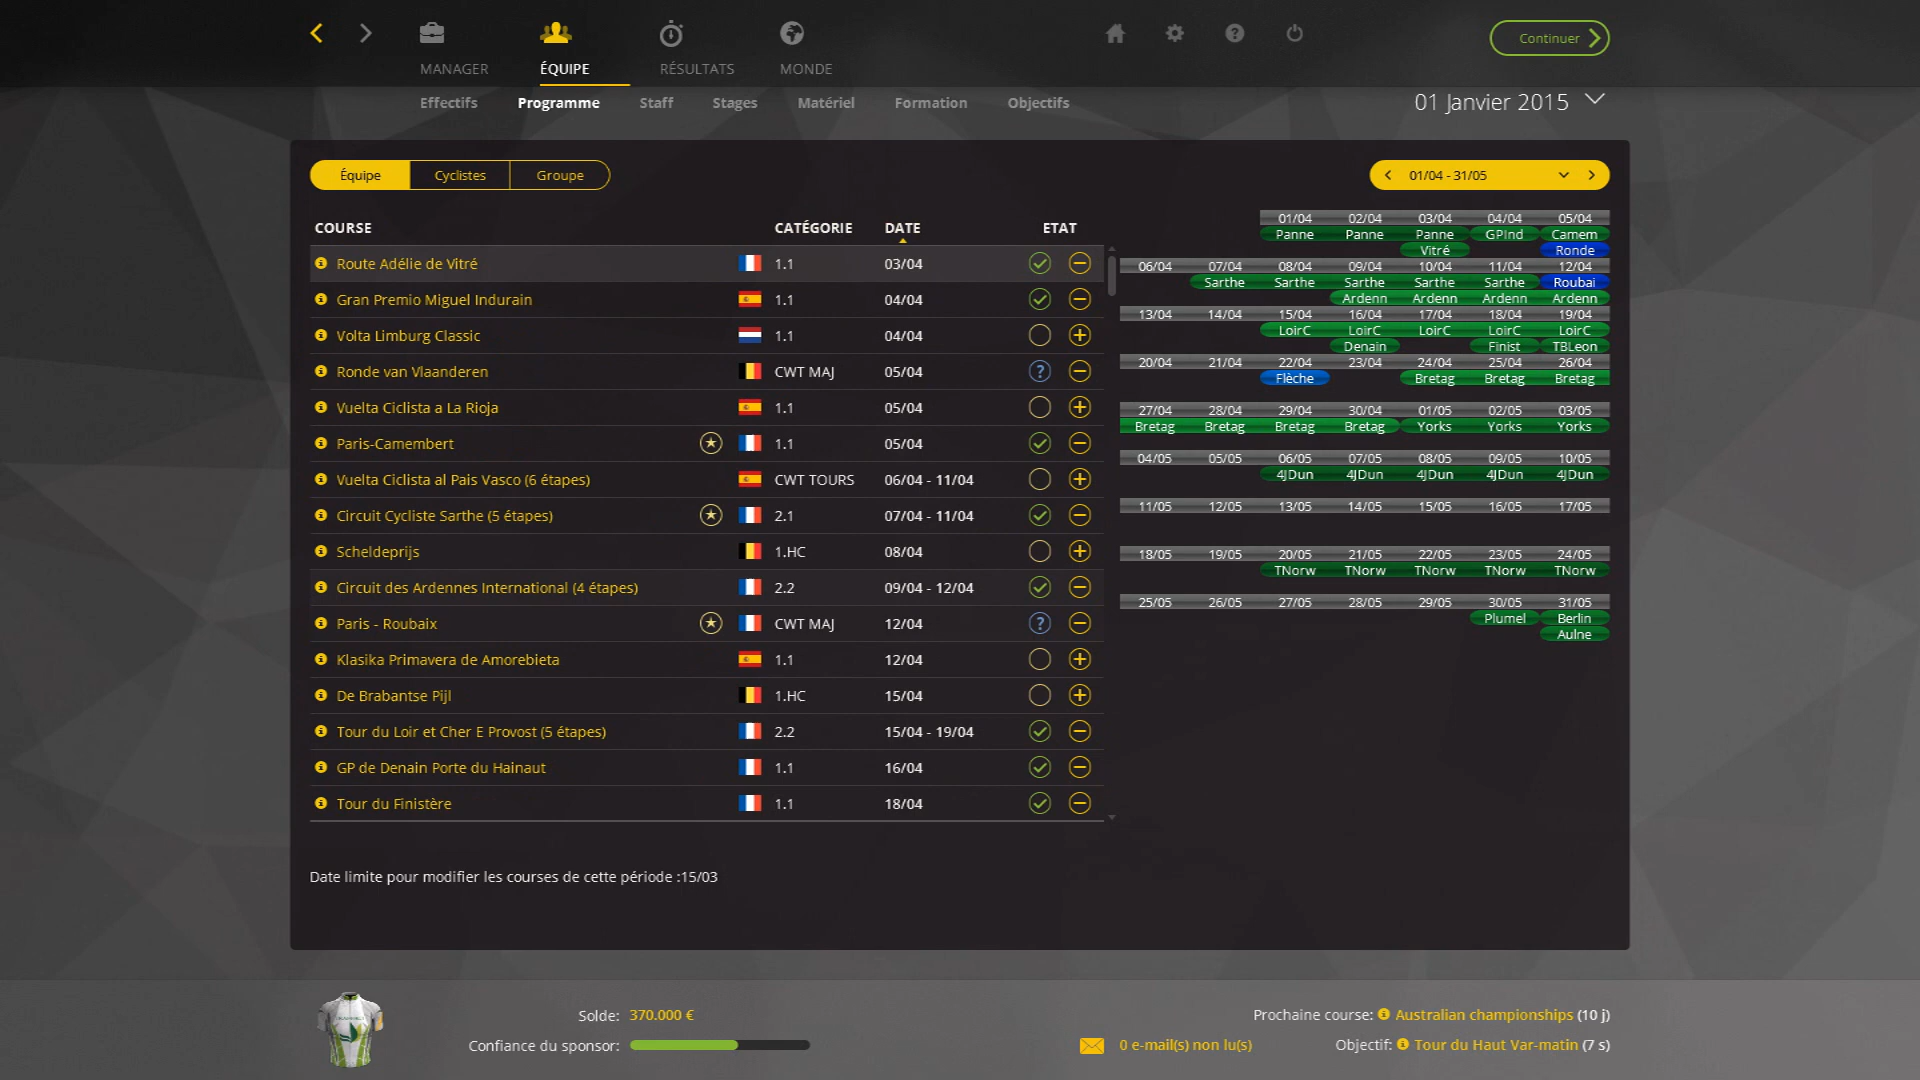 MANAGER ÉQUIPE RÉSULTATS MONDE
Continuer
Effectifs Programme Staff Stages Matériel Formation Objectifs
01 Janvier 2015
Équipe Cyclistes Groupe
01/04 - 31/05
COURSE CATÉGORIE DATE ETAT
Route Adélie de Vitré 1.1 03/04
Gran Premio Miguel Indurain 1.1 04/04
Volta Limburg Classic 1.1 04/04
Ronde van Vlaanderen CWT MAJ 05/04 ?
Vuelta Ciclista a La Rioja 1.1 05/04
Paris-Camembert 1.1 05/04
Vuelta Ciclista al Pais Vasco (6 étapes) CWT TOURS 06/04 - 11/04
Circuit Cycliste Sarthe (5 étapes) 2.1 07/04 - 11/04
Scheldeprijs 1.HC 08/04
Circuit des Ardennes International (4 étapes) 2.2 09/04 - 12/04
Paris - Roubaix CWT MAJ 12/04 ?
Klasika Primavera de Amorebieta 1.1 12/04
De Brabantse Pijl 1.HC 15/04
Tour du Loir et Cher E Provost (5 étapes) 2.2 15/04 - 19/04
GP de Denain Porte du Hainaut 1.1 16/04
Tour du Finistère 1.1 18/04
01/04 02/04 03/04 04/04 05/04
Panne Panne Panne GPInd Camem
Vitré Ronde
06/04 07/04 08/04 09/04 10/04 11/04 12/04
Sarthe Sarthe Sarthe Sarthe Sarthe Roubai
Ardenn Ardenn Ardenn Ardenn
13/04 14/04 15/04 16/04 17/04 18/04 19/04
LoirC LoirC LoirC LoirC LoirC
Denain Finist TBLeon
20/04 21/04 22/04 23/04 24/04 25/04 26/04
Flèche Bretag Bretag Bretag
27/04 28/04 29/04 30/04 01/05 02/05 03/05
Bretag Bretag Bretag Bretag Yorks Yorks Yorks
04/05 05/05 06/05 07/05 08/05 09/05 10/05
4JDun 4JDun 4JDun 4JDun 4JDun
11/05 12/05 13/05 14/05 15/05 16/05 17/05
18/05 19/05 20/05 21/05 22/05 23/05 24/05
TNorw TNorw TNorw TNorw TNorw
25/05 26/05 27/05 28/05 29/05 30/05 31/05
Plumel Berlin
Aulne
Date limite pour modifier les courses de cette période :15/03
Solde: 370.000 €
Confiance du sponsor:
0 e-mail(s) non lu(s)
Prochaine course: Australian championships (10 j)
Objectif: Tour du Haut Var-matin (7 s)